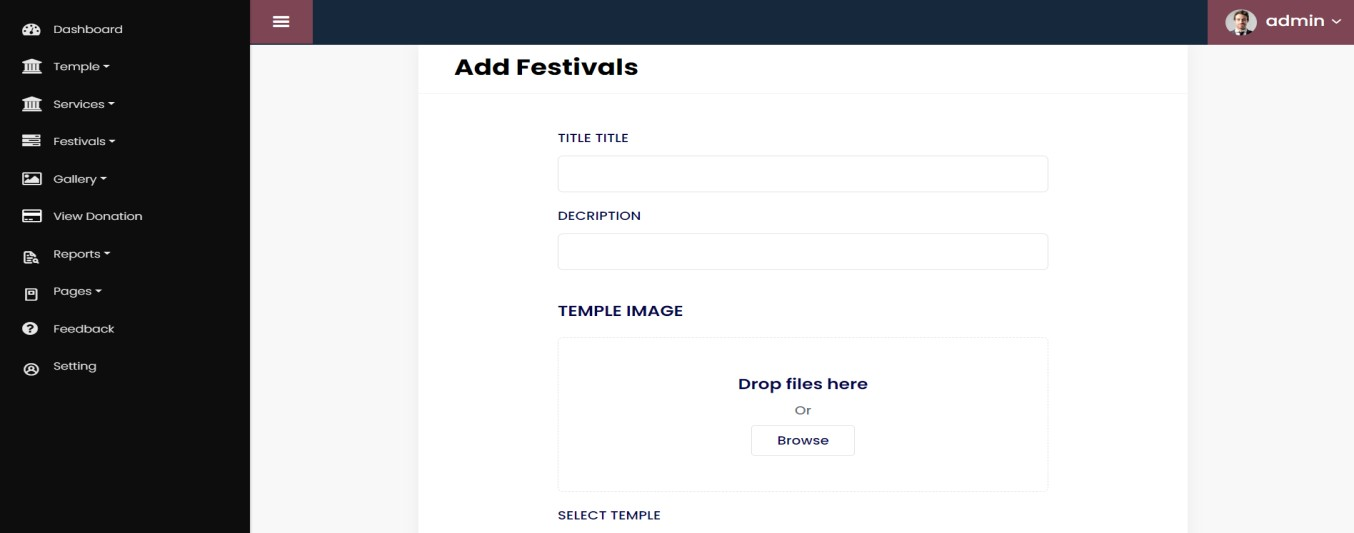 Dashboard
Temple
Services
Festivals
Gallery
View Donation
Reports
Pages
Feedback
Setting
admin
Add Festivals
TITLE TITLE
DECRIPTION
TEMPLE IMAGE
Drop files here
Or
Browse
SELECT TEMPLE